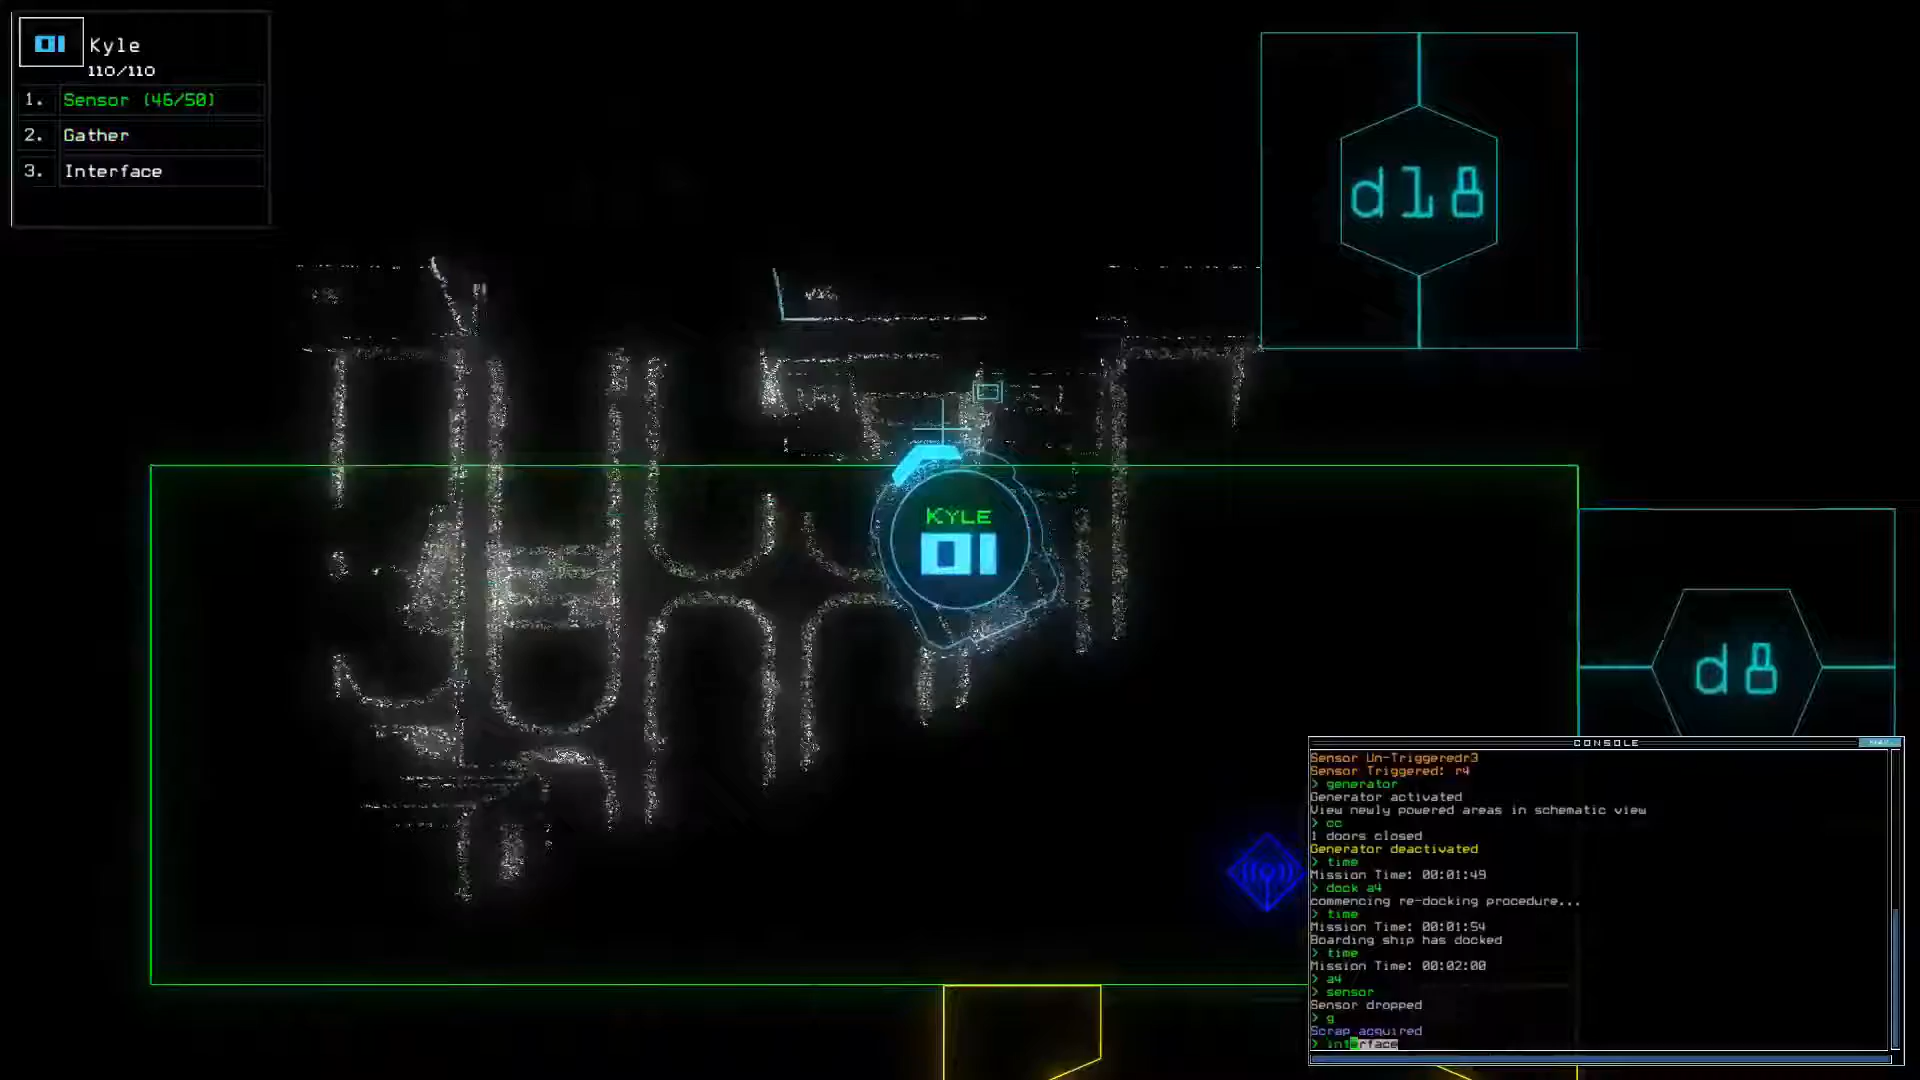 01 Kyle
110/110
1. Sensor (46/50)
2. Gather
3. Interface
d18
KYLE
01
d8
CONSOLE
Sensor Un-Triggeredr3
Sensor Triggered: r4
> generator
Generator activated
View newly powered areas in schematic view
> cc
1 doors closed
Generator deactivated
> time
Mission Time: 00:01:49
> dock a4
commencing re-docking procedure...
> time
Mission Time: 00:01:54
Boarding ship has docked
> time
Mission Time: 00:02:00
> a4
> sensor
Sensor dropped
> g
Scrap acquired
> interface